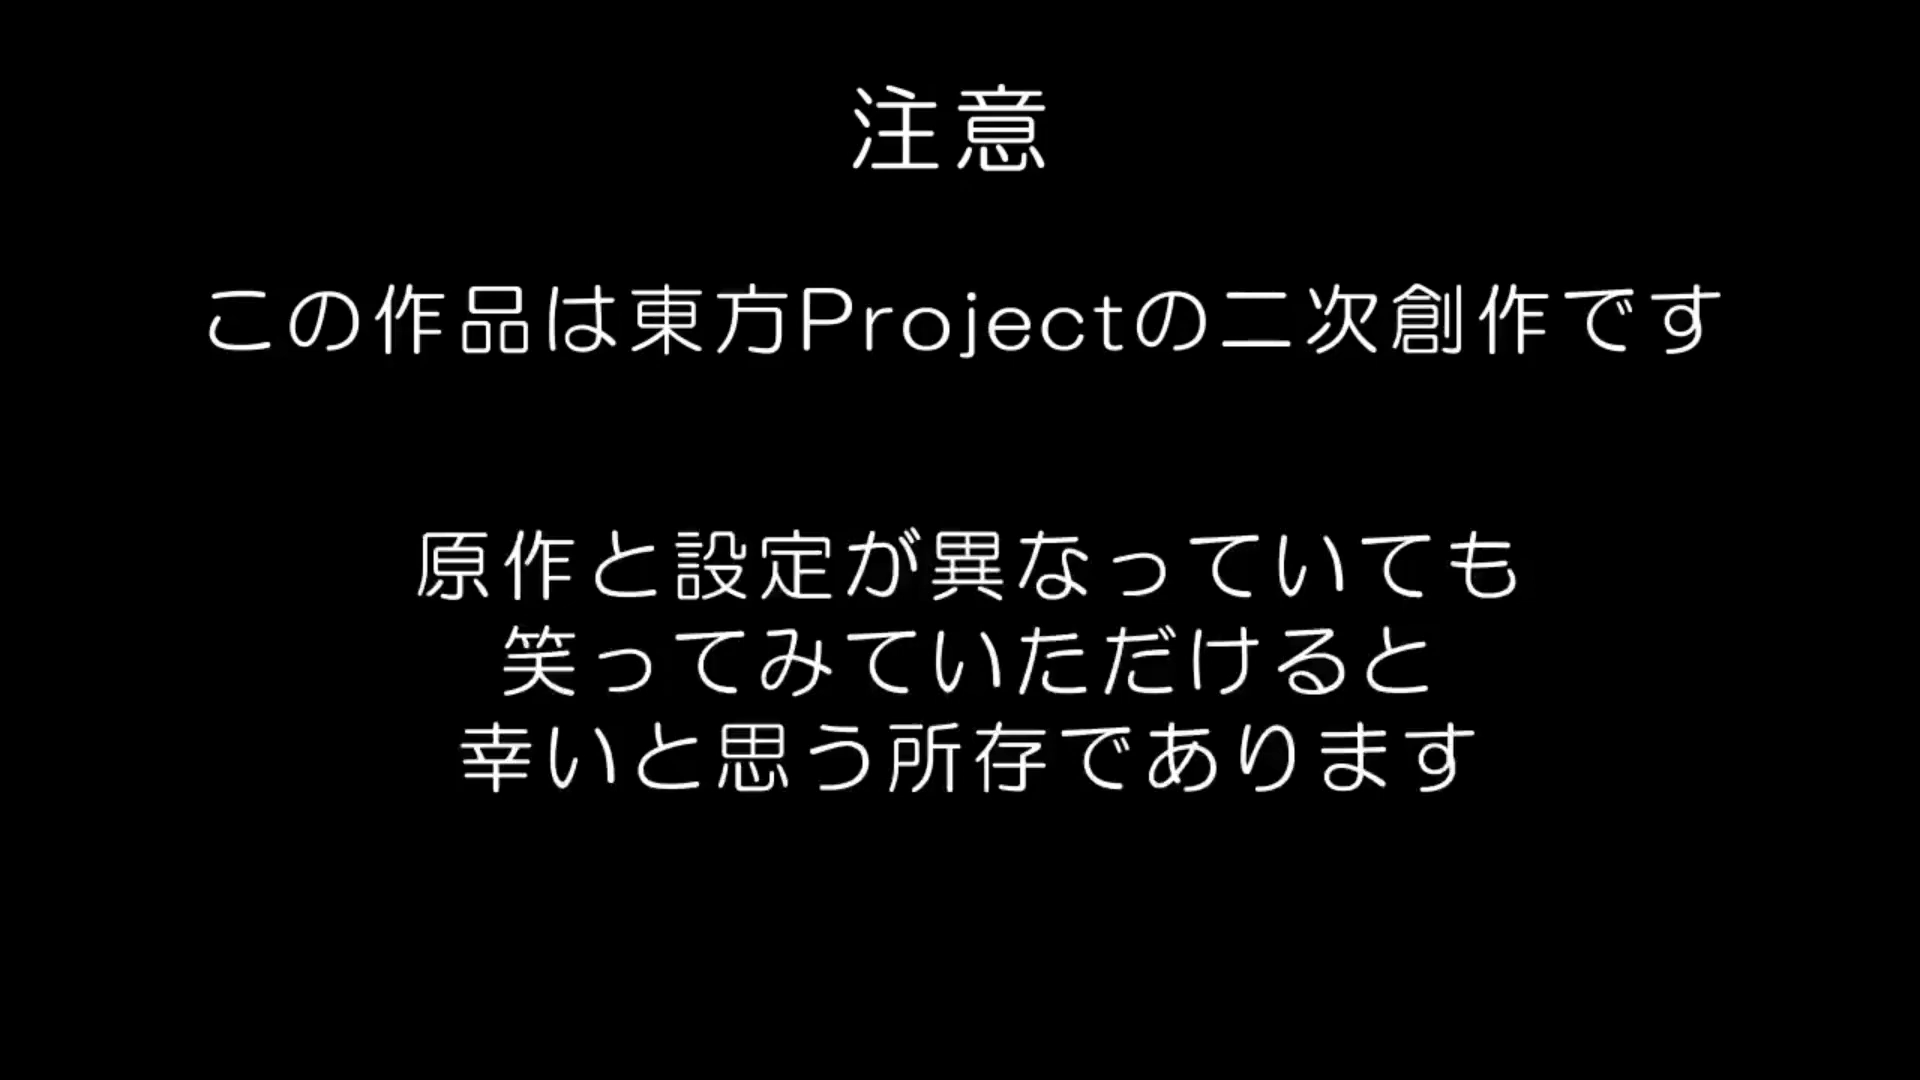 注意
この作品は東方Projectの二次創作です
原作と設定が異なっていても
笑ってみていただけると
幸いと思う所存であります